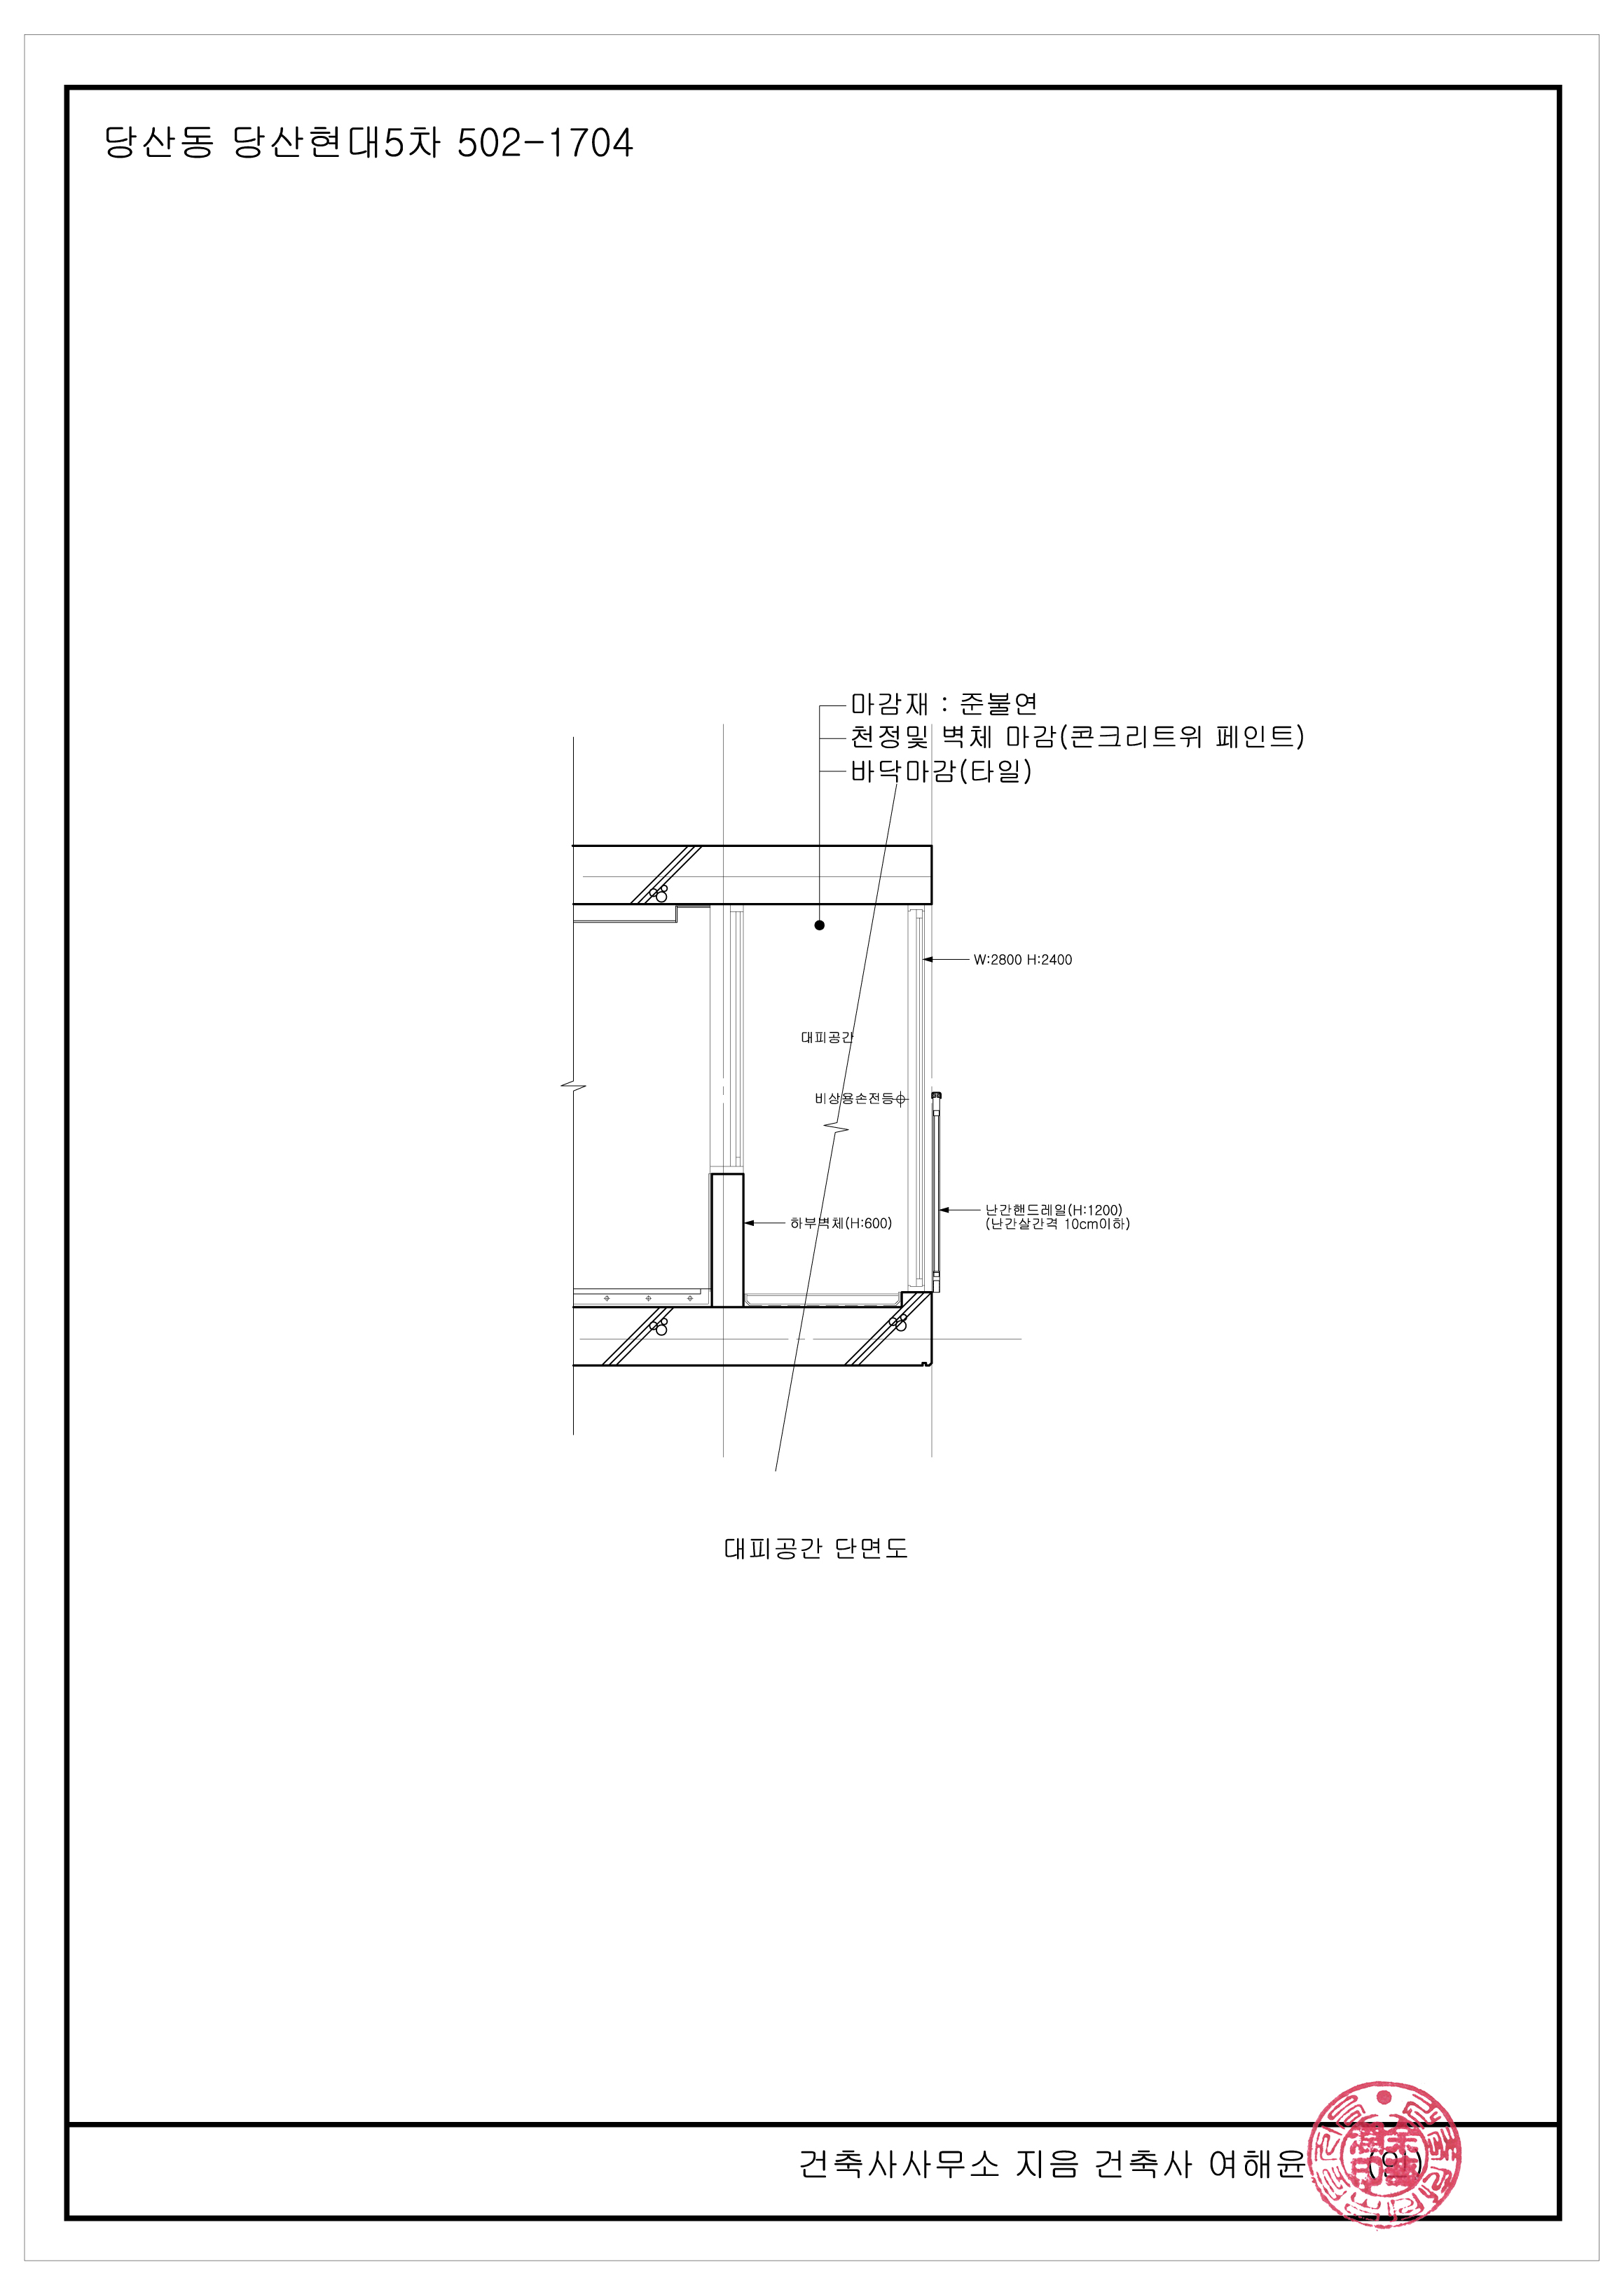 당산동 당산현대5차 502-1704
마감재 : 준불연
천정및 벽체 마감(콘크리트위 페인트)
바닥마감(타일)
W:2800 H:2400
대피공간
비상용손전등
하부벽체(H:600)
난간핸드레일(H:1200)
(난간살간격 10cm이하)
대피공간 단면도
건축사사무소 지음 건축사 여해윤 (인)